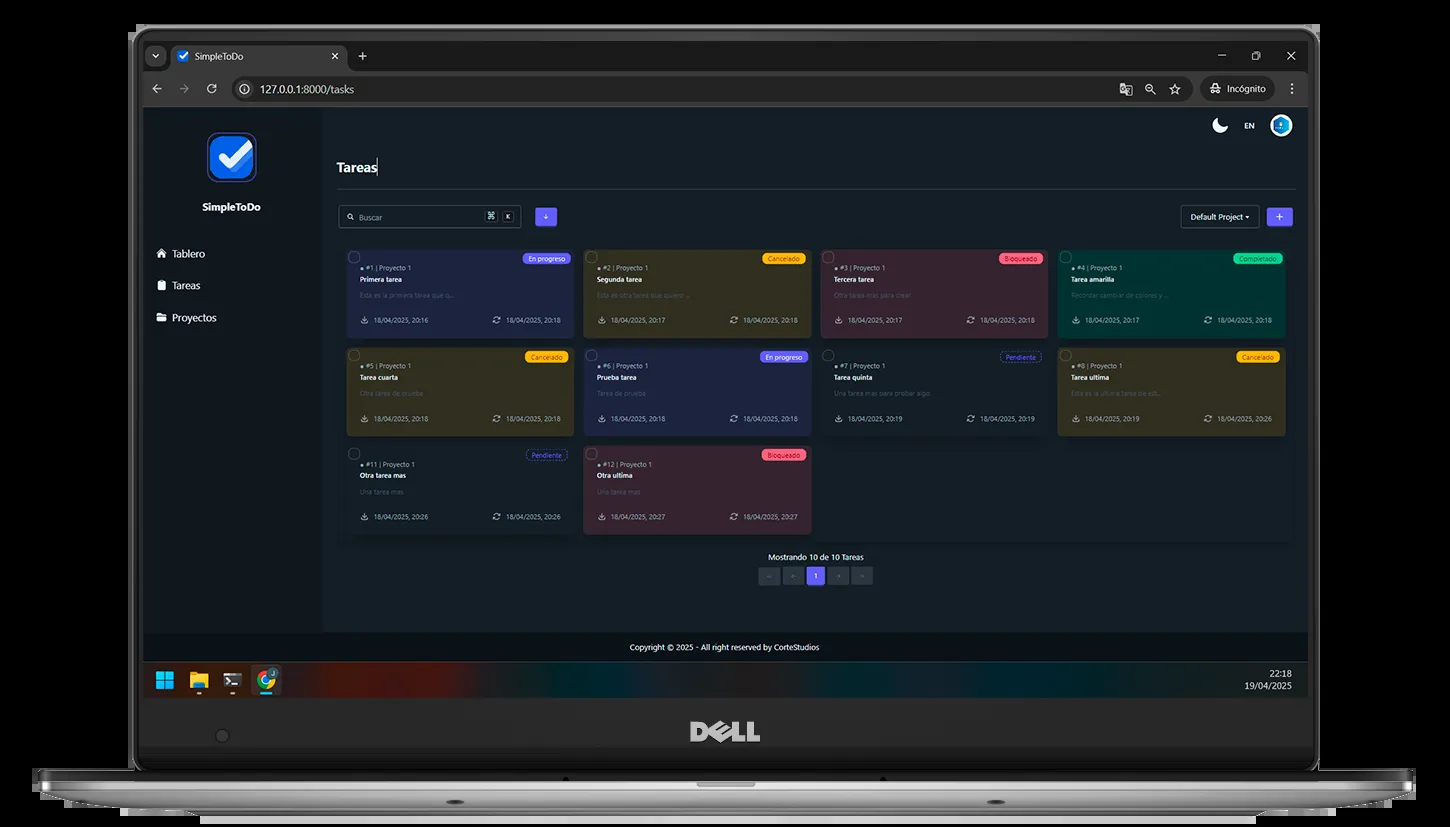 SimpleToDo
127.0.0.1:8000/tasks
Incógnito
EN
SimpleToDo
Tablero
Tareas
Proyectos
Tareas
Buscar
⌘ K
Default Project
#1 | Proyecto 1
En progreso
Primera tarea
Esta es la primera tarea que q...
18/04/2025, 20:16
18/04/2025, 20:18
#2 | Proyecto 1
Cancelado
Segunda tarea
Esta es otra tarea que quiero ...
18/04/2025, 20:17
18/04/2025, 20:18
#3 | Proyecto 1
Bloqueado
Tercera tarea
Otra tarea mas para crear
18/04/2025, 20:17
18/04/2025, 20:18
#4 | Proyecto 1
Completado
Tarea amarilla
Recordar cambiar de colores y ...
18/04/2025, 20:17
18/04/2025, 20:18
#5 | Proyecto 1
Cancelado
Tarea cuarta
Otra tarea de prueba
18/04/2025, 20:18
18/04/2025, 20:18
#6 | Proyecto 1
En progreso
Prueba tarea
Tarea de prueba
18/04/2025, 20:18
18/04/2025, 20:18
#7 | Proyecto 1
Pendiente
Tarea quinta
Una tarea mas para probar algo
18/04/2025, 20:19
18/04/2025, 20:19
#8 | Proyecto 1
Cancelado
Tarea ultima
Esta es la ultima tarea de est...
18/04/2025, 20:19
18/04/2025, 20:26
#11 | Proyecto 1
Pendiente
Otra tarea mas
Una tarea mas
18/04/2025, 20:26
18/04/2025, 20:26
#12 | Proyecto 1
Bloqueado
Otra ultima
Una tarea mas
18/04/2025, 20:27
18/04/2025, 20:27
Mostrando 10 de 10 Tareas
1
Copyright © 2025 - All right reserved by CorteStudios
J
22:18
19/04/2025
DELL